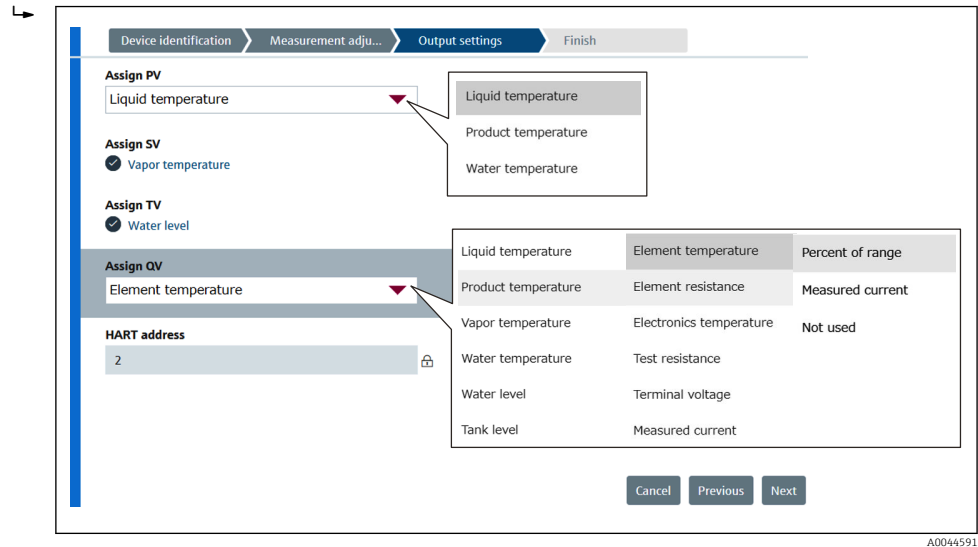 Device identification
Measurement adju...
Output settings
Finish
Assign PV
Liquid temperature
Liquid temperature
Product temperature
Water temperature
Assign SV
Vapor temperature
Assign TV
Water level
Assign QV
Element temperature
Liquid temperature
Product temperature
Vapor temperature
Water temperature
Water level
Tank level
Element temperature
Element resistance
Electronics temperature
Test resistance
Terminal voltage
Measured current
Percent of range
Measured current
Not used
HART address
2
Cancel
Previous
Next
A0044591